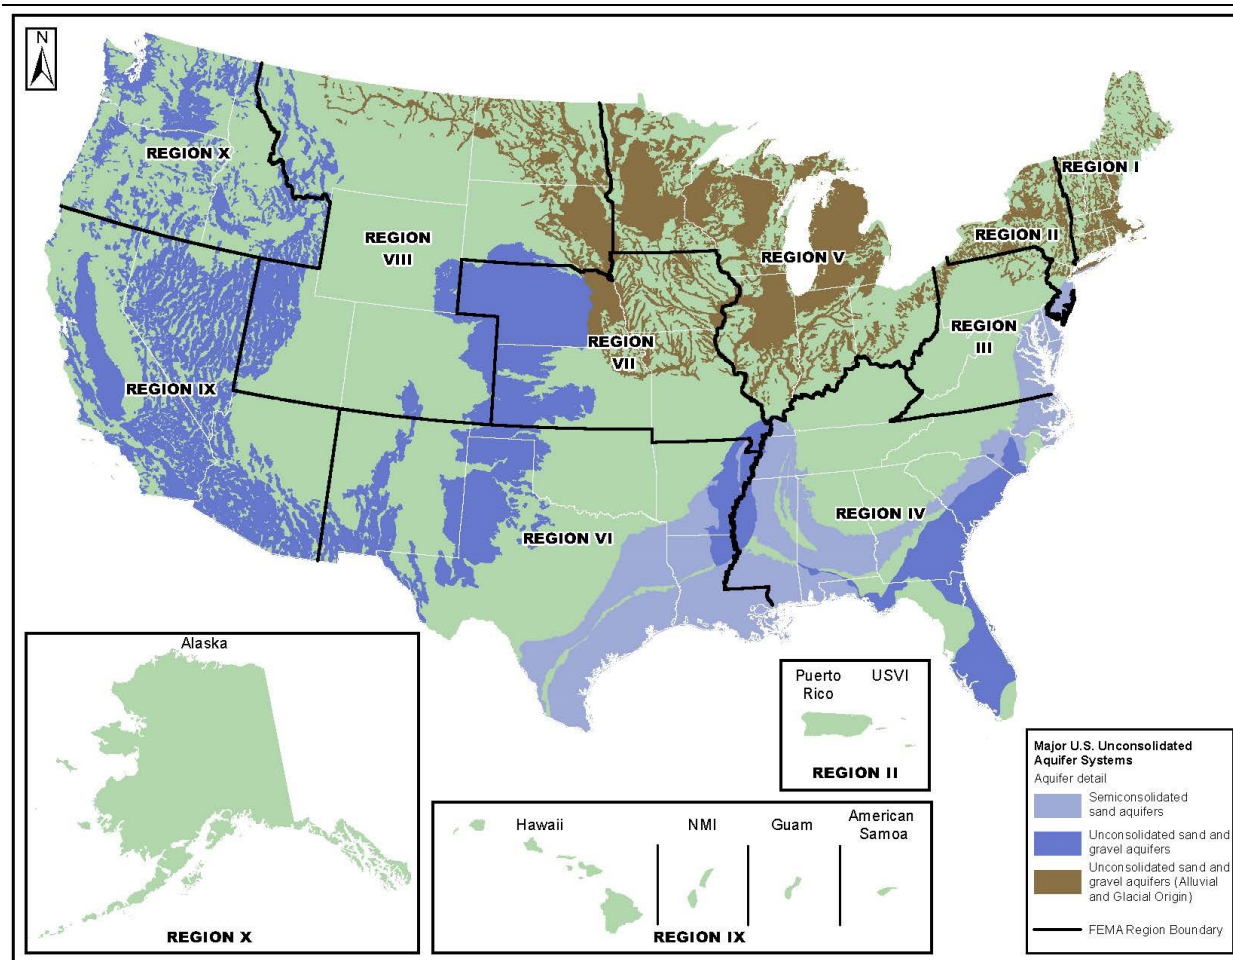 N
REGION X
REGION I
REGION II
REGION
VIII
REGION V
REGION
III
REGION
VII
REGION IX
REGION IV
REGION VI
Alaska
REGION X
Puerto
Rico
USVI
REGION II
Hawaii
NMI
Guam
American
Samoa
REGION IX
Major U.S. Unconsolidated
Aquifer Systems
Aquifer detail
Semiconsolidated
sand aquifers
Unconsolidated sand and
gravel aquifers
Unconsolidated sand and
gravel aquifers (Alluvial
and Glacial Origin)
FEMA Region Boundary